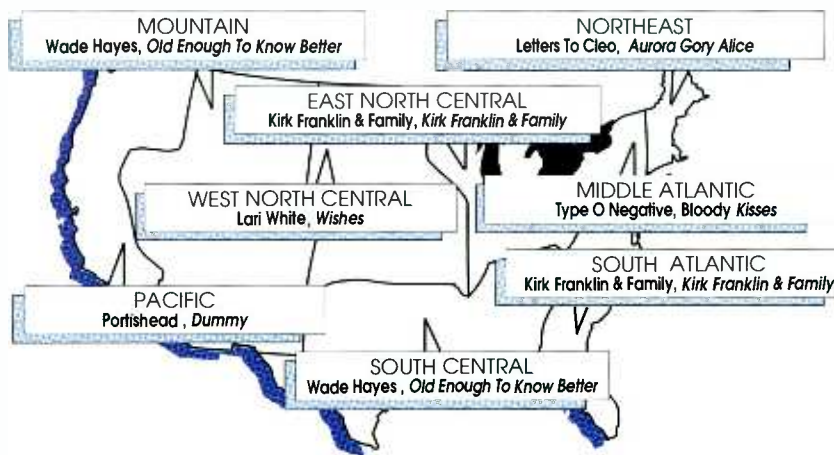 MOUNTAIN
Wade Hayes, Old Enough To Know Better
NORTHEAST
Letters To Cleo, Aurora Gory Alice
EAST NORTH CENTRAL
Kirk Franklin & Family, Kirk Franklin & Family
WEST NORTH CENTRAL
Lari White, Wishes
MIDDLE ATLANTIC
Type O Negative, Bloody Kisses
SOUTH ATLANTIC
Kirk Franklin & Family, Kirk Franklin & Family
PACIFIC
Portishead , Dummy
SOUTH CENTRAL
Wade Hayes , Old Enough To Know Better